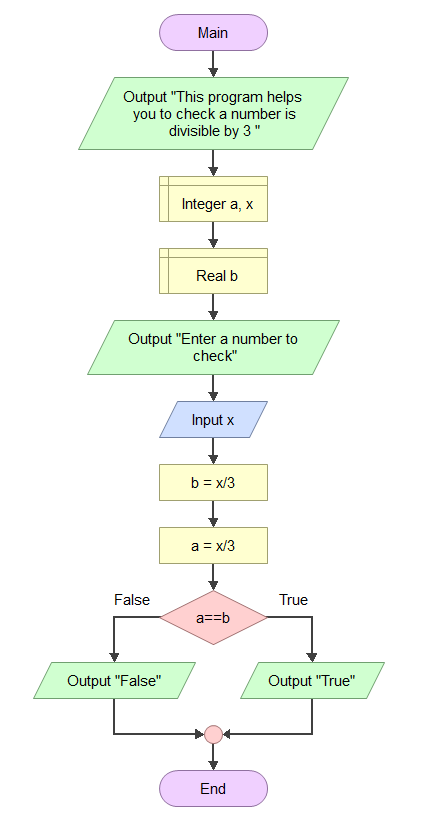 Main
Output "This program helps
you to check a number is
divisible by 3 "
Integer a, x
Real b
Output "Enter a number to
check"
Input x
b = x/3
a = x/3
False
True
a==b
Output "False"
Output "True"
End